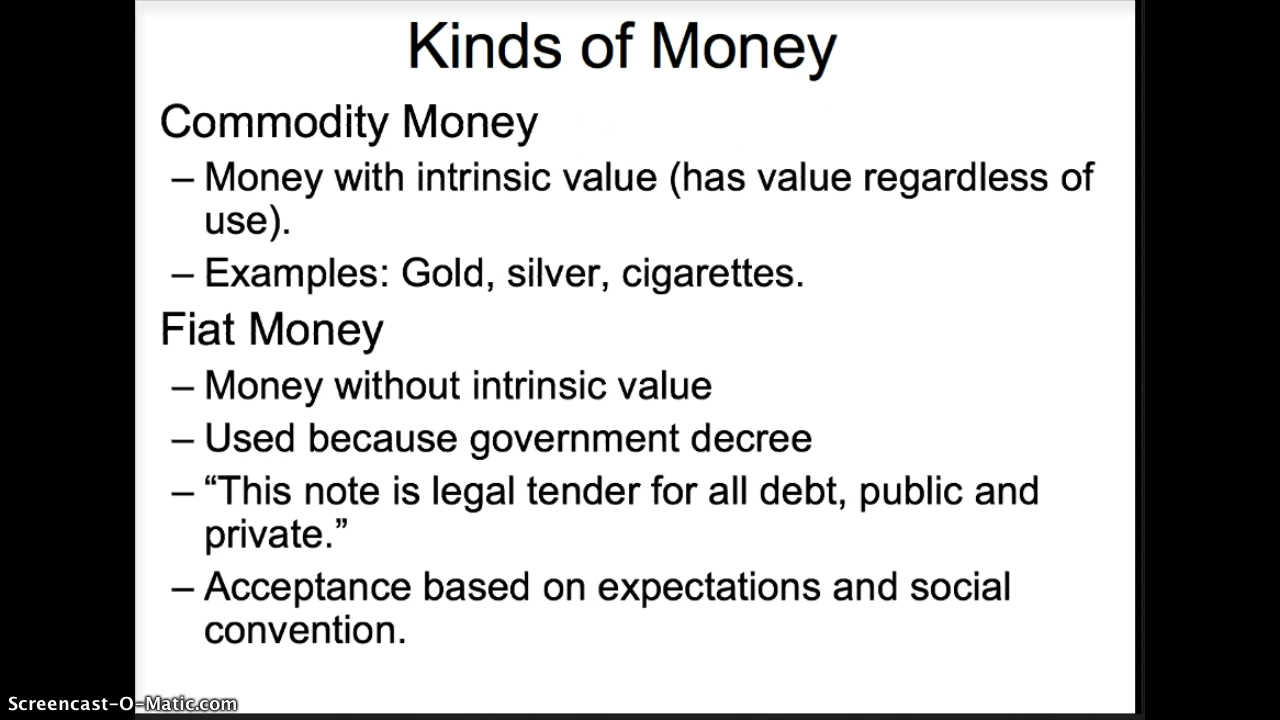 Kinds of Money
Commodity Money
– Money with intrinsic value (has value regardless of
use).
– Examples: Gold, silver, cigarettes.
Fiat Money
– Money without intrinsic value
– Used because government decree
– “This note is legal tender for all debt, public and
private.”
– Acceptance based on expectations and social
convention.
Screencast-O-Matic.com